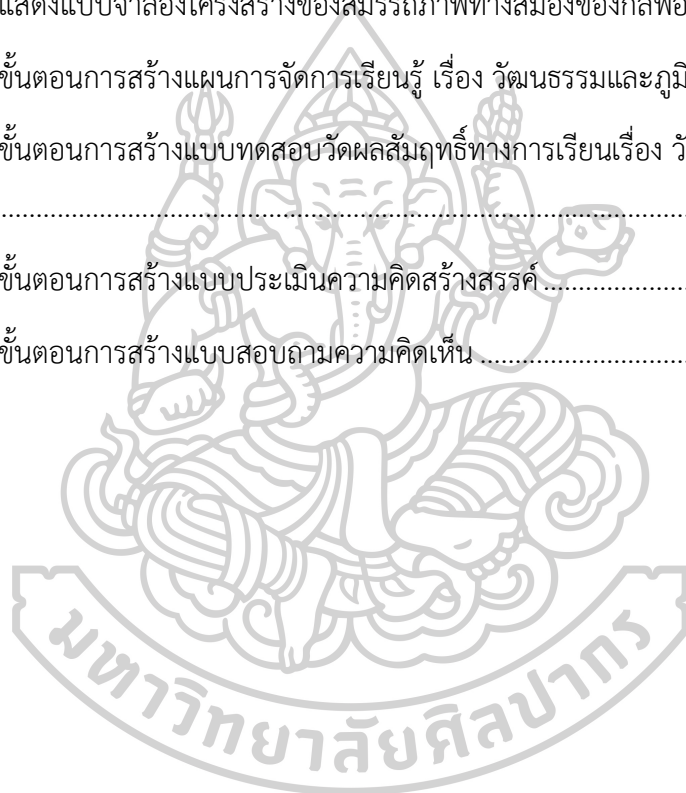 แสดงแบบจำลองโครงสร้างของสมรรถภาพทางสมองของกิลฟอ
ขั้นตอนการสร้างแผนการจัดการเรียนรู้ เรื่อง วัฒนธรรมและภูมิ
ขั้นตอนการสร้างแบบทดสอบวัดผลสัมฤทธิ์ทางการเรียนเรื่อง วั
................................................................................
ขั้นตอนการสร้างแบบประเมินความคิดสร้างสรรค์ ......................
ขั้นตอนการสร้างแบบสอบถามความคิดเห็น ...............................
มหาวิทยาลัยศิลปากร